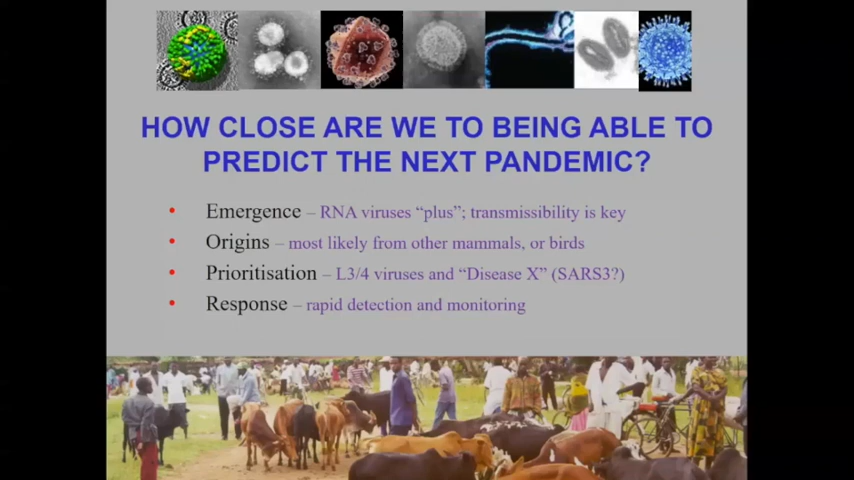 HOW CLOSE ARE WE TO BEING ABLE TO
PREDICT THE NEXT PANDEMIC?
• Emergence – RNA viruses “plus”; transmissibility is key
• Origins – most likely from other mammals, or birds
• Prioritisation – L3/4 viruses and “Disease X” (SARS3?)
• Response – rapid detection and monitoring